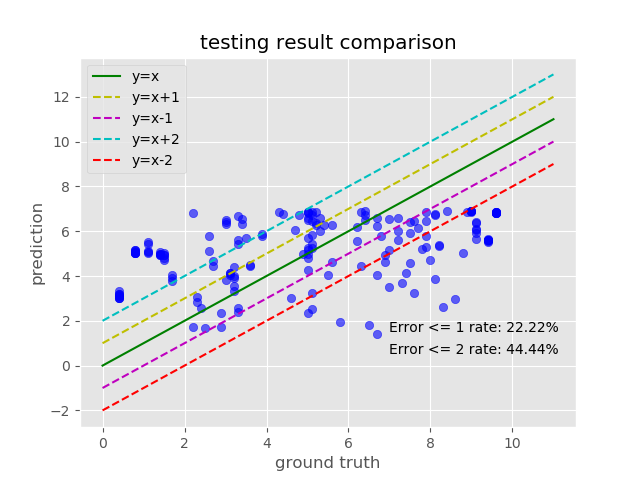 testing result comparison
y=x
y=x+1
y=x-1
y=x+2
y=x-2
12
10
8
6
4
2
0
−2
prediction
Error <= 1 rate: 22.22%
Error <= 2 rate: 44.44%
0
2
4
6
8
10
ground truth